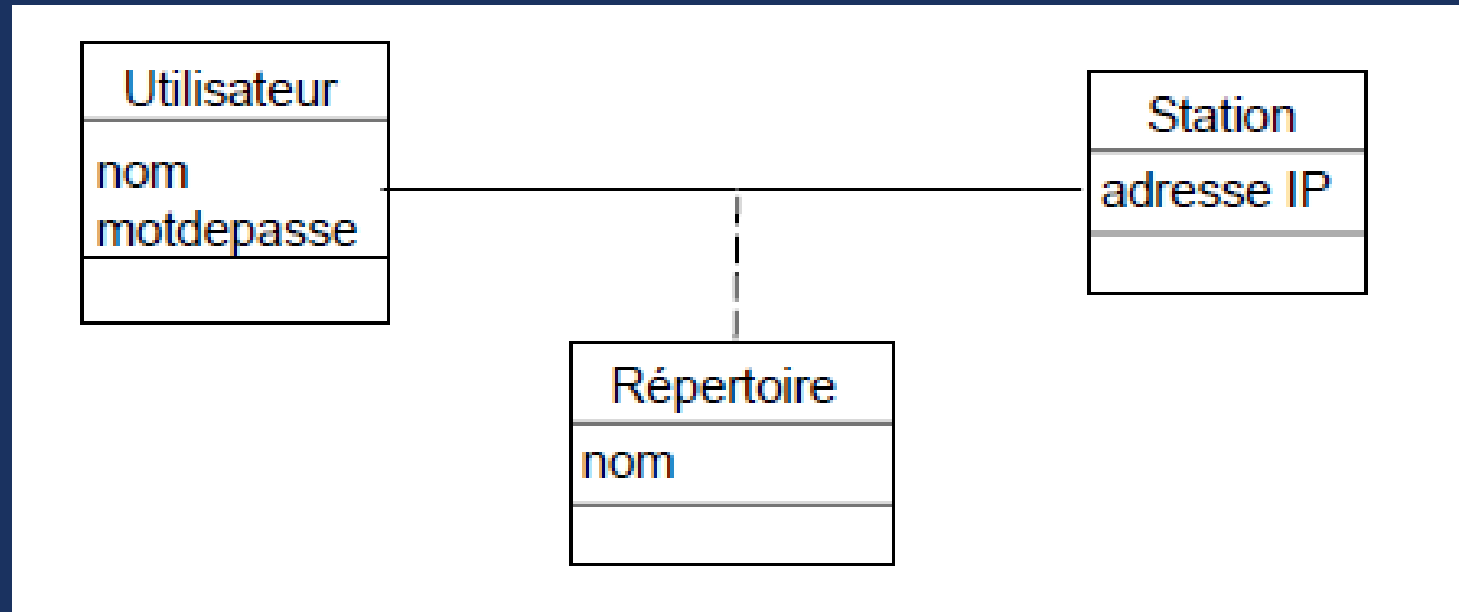 Utilisateur
nom
motdepasse
Station
adresse IP
Répertoire
nom